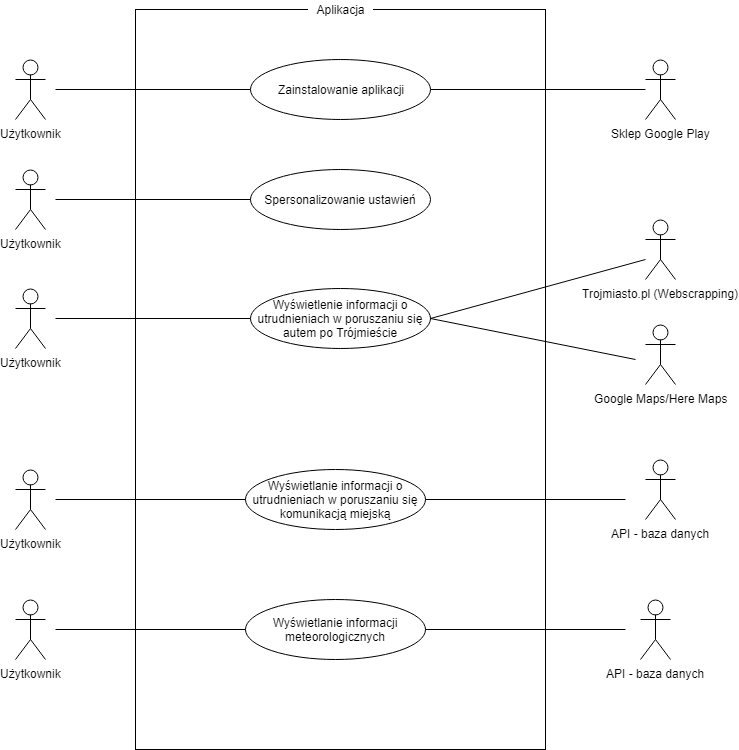 Aplikacja
Użytkownik
Zainstalowanie aplikacji
Sklep Google Play
Użytkownik
Spersonalizowanie ustawień
Trojmiasto.pl (Webscrapping)
Użytkownik
Wyświetlenie informacji o
utrudnieniach w poruszaniu się
autem po Trójmieście
Google Maps/Here Maps
Użytkownik
Wyświetlanie informacji o
utrudnieniach w poruszaniu się
komunikacją miejską
API - baza danych
Użytkownik
Wyświetlanie informacji
meteorologicznych
API - baza danych